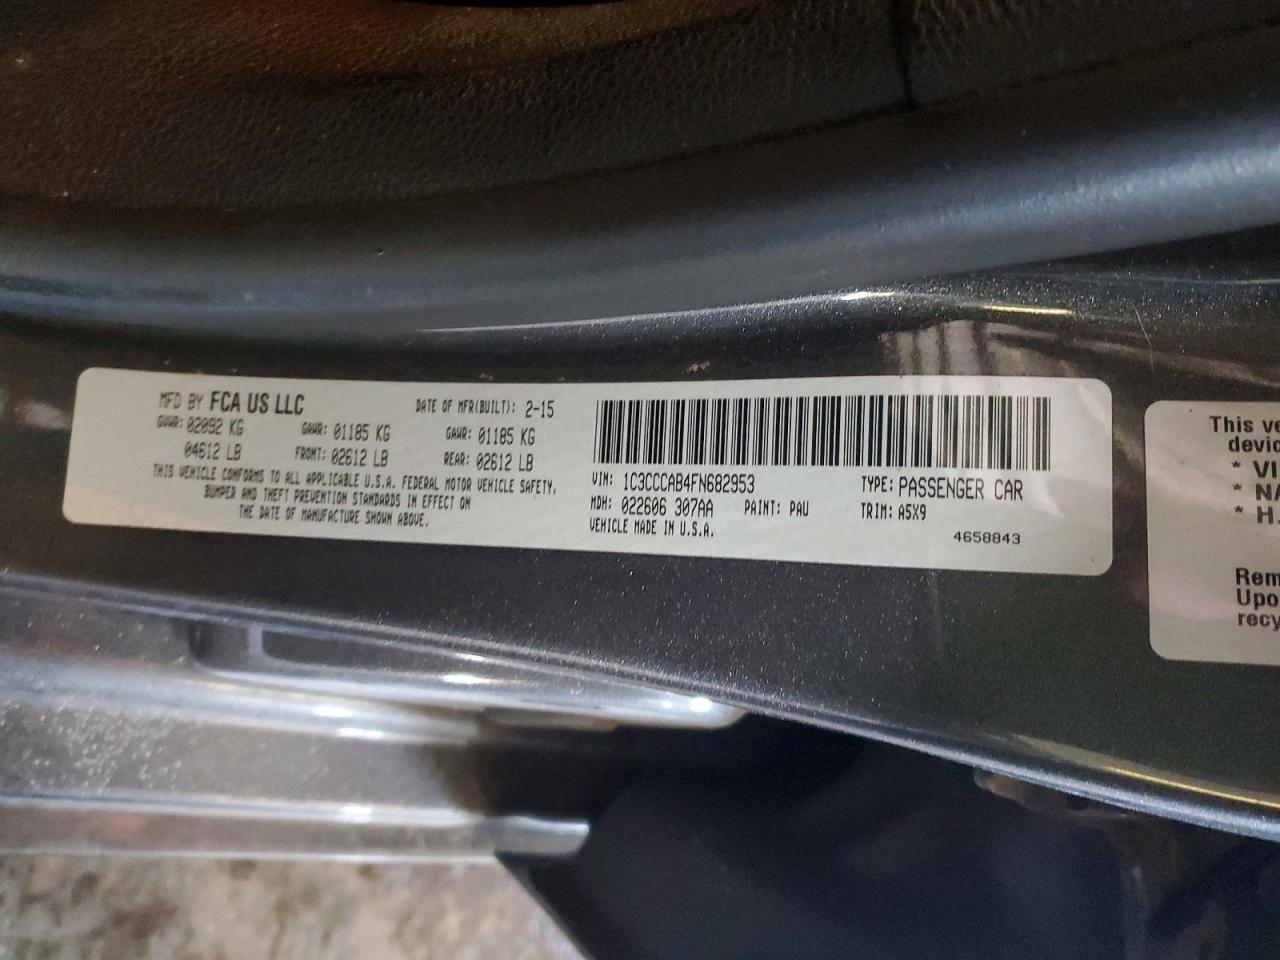 MFD BY FCA US LLC DATE OF MFR(BUILT): 2-15
GVWR: 02092 KG GAWR: 01185 KG GAWR: 01185 KG
04612 LB FRONT: 02612 LB REAR: 02612 LB
THIS VEHICLE CONFORMS TO ALL APPLICABLE U.S.A. FEDERAL MOTOR VEHICLE SAFETY,
BUMPER AND THEFT PREVENTION STANDARDS IN EFFECT ON
THE DATE OF MANUFACTURE SHOWN ABOVE.
VIN: 1C3CCCAB4FN682953 TYPE: PASSENGER CAR
MDH: 022606 307AA PAINT: PAU TRIM: A5X9
VEHICLE MADE IN U.S.A.
4658843
This ve
devic
* VI
* NA
* H.
Rem
Upo
recy